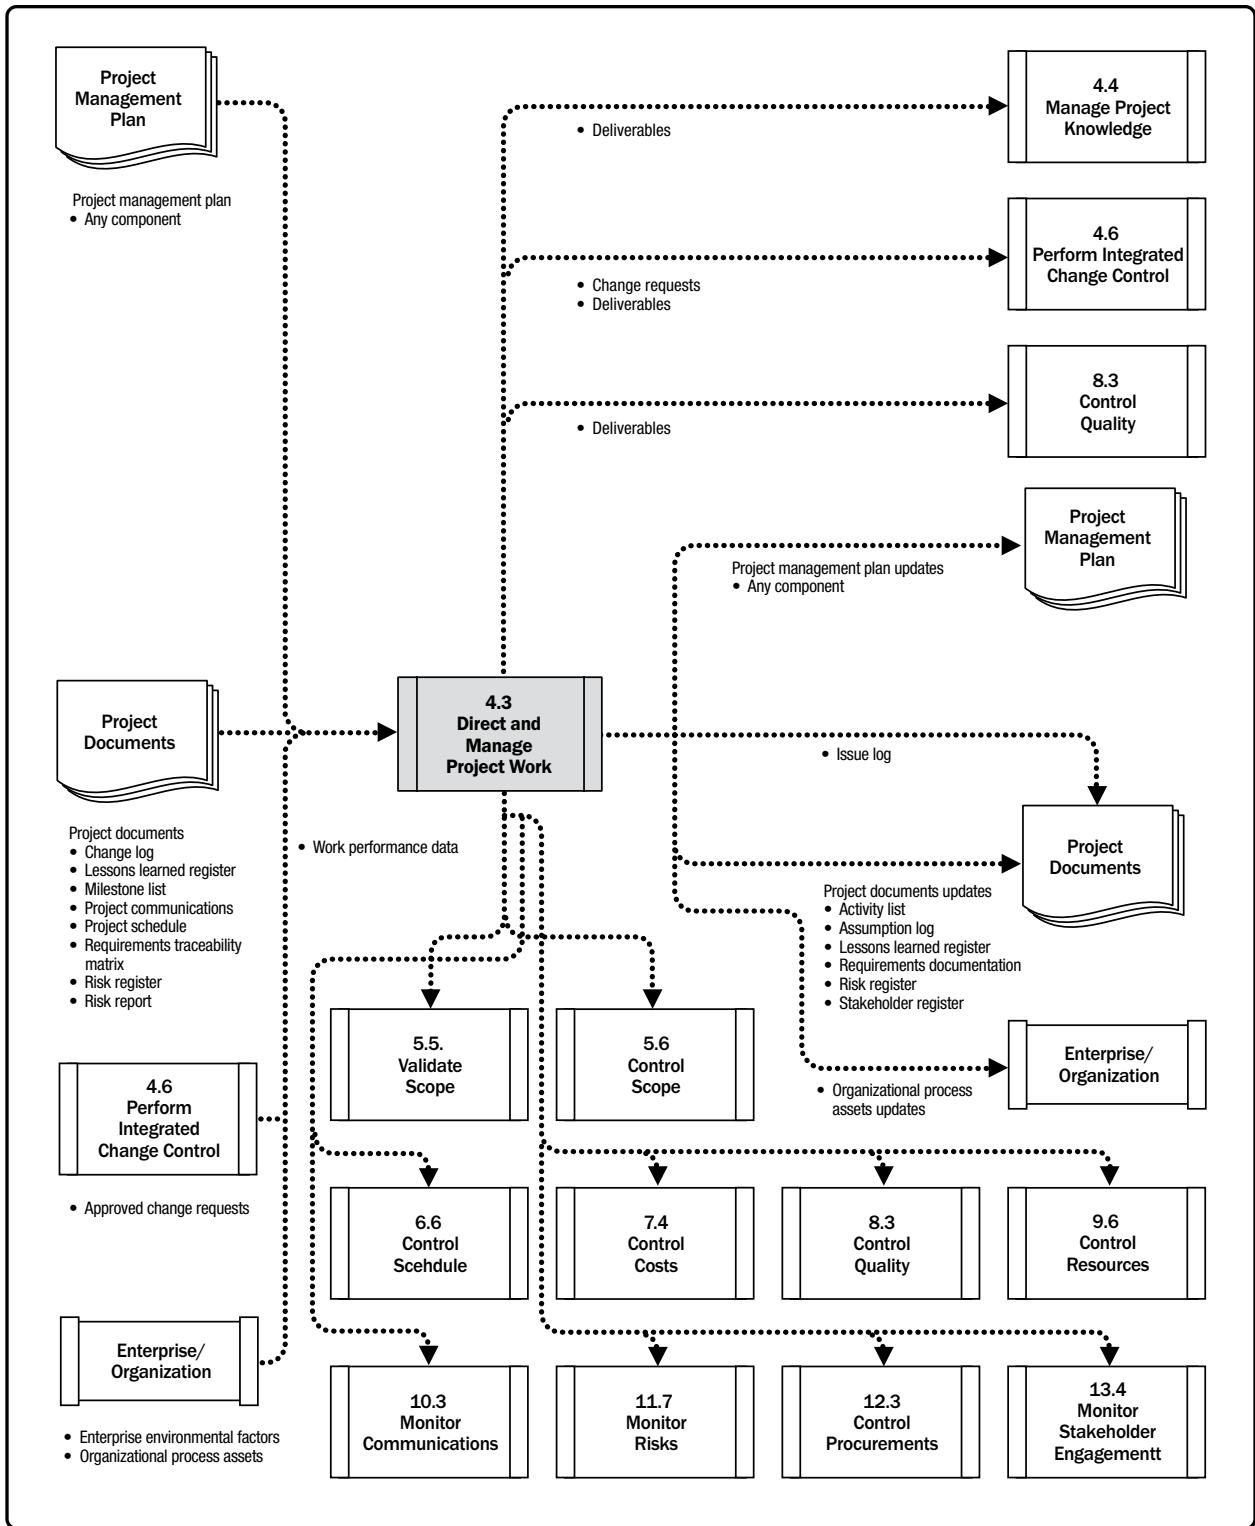 Project
Management
Plan
Project management plan
• Any component
4.4
Manage Project
Knowledge
• Deliverables
4.6
Perform Integrated
Change Control
• Change requests
• Deliverables
8.3
Control
Quality
• Deliverables
Project
Management
Plan
Project management plan updates
• Any component
Project
Documents
4.3
Direct and
Manage
Project Work
• Issue log
Project documents
• Change log
• Lessons learned register
• Milestone list
• Project communications
• Project schedule
• Requirements traceability
matrix
• Risk register
• Risk report
• Work performance data
Project
Documents
Project documents updates
• Activity list
• Assumption log
• Lessons learned register
• Requirements documentation
• Risk register
• Stakeholder register
5.5.
Validate
Scope
5.6
Control
Scope
Enterprise/
Organization
• Organizational process
assets updates
4.6
Perform
Integrated
Change Control
• Approved change requests
6.6
Control
Scehdule
7.4
Control
Costs
8.3
Control
Quality
9.6
Control
Resources
Enterprise/
Organization
• Enterprise environmental factors
• Organizational process assets
10.3
Monitor
Communications
11.7
Monitor
Risks
12.3
Control
Procurements
13.4
Monitor
Stakeholder
Engagementt